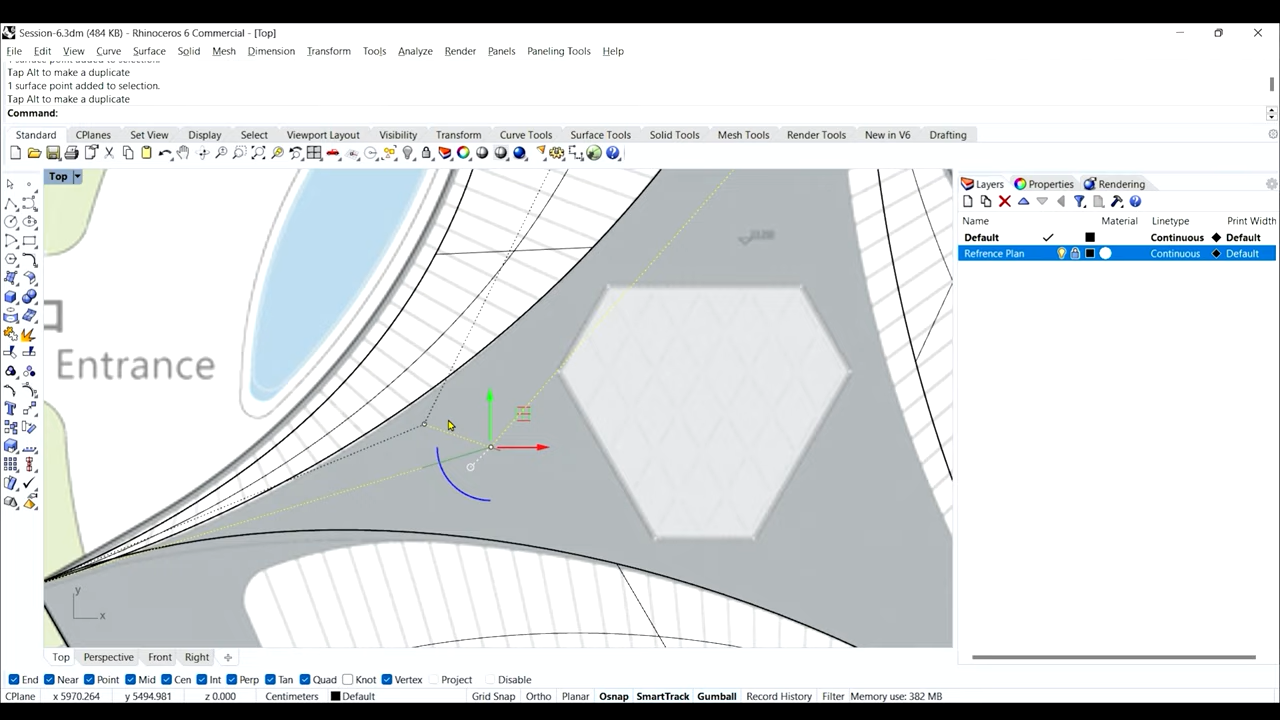 Session-6.3dm (484 KB) - Rhinoceros 6 Commercial - [Top]
File Edit View Curve Surface Solid Mesh Dimension Transform Tools Analyze Render Panels Paneling Tools Help
Tap Alt to make a duplicate
1 surface point added to selection.
Tap Alt to make a duplicate
Command:
Standard CPlanes Set View Display Select Viewport Layout Visibility Transform Curve Tools Surface Tools Solid Tools Mesh Tools Render Tools New in V6 Drafting
Top
Layers Properties Rendering
Name Material Linetype Print Width
Default Continuous Default
Refrence Plan Continuous Default
Entrance
y
x
Top Perspective Front Right
End Near Point Mid Cen Int Perp Tan Quad Knot Vertex Project Disable
CPlane x 5970.264 y 5494.981 z 0.000 Centimeters Default Grid Snap Ortho Planar Osnap SmartTrack Gumball Record History Filter Memory use: 382 MB